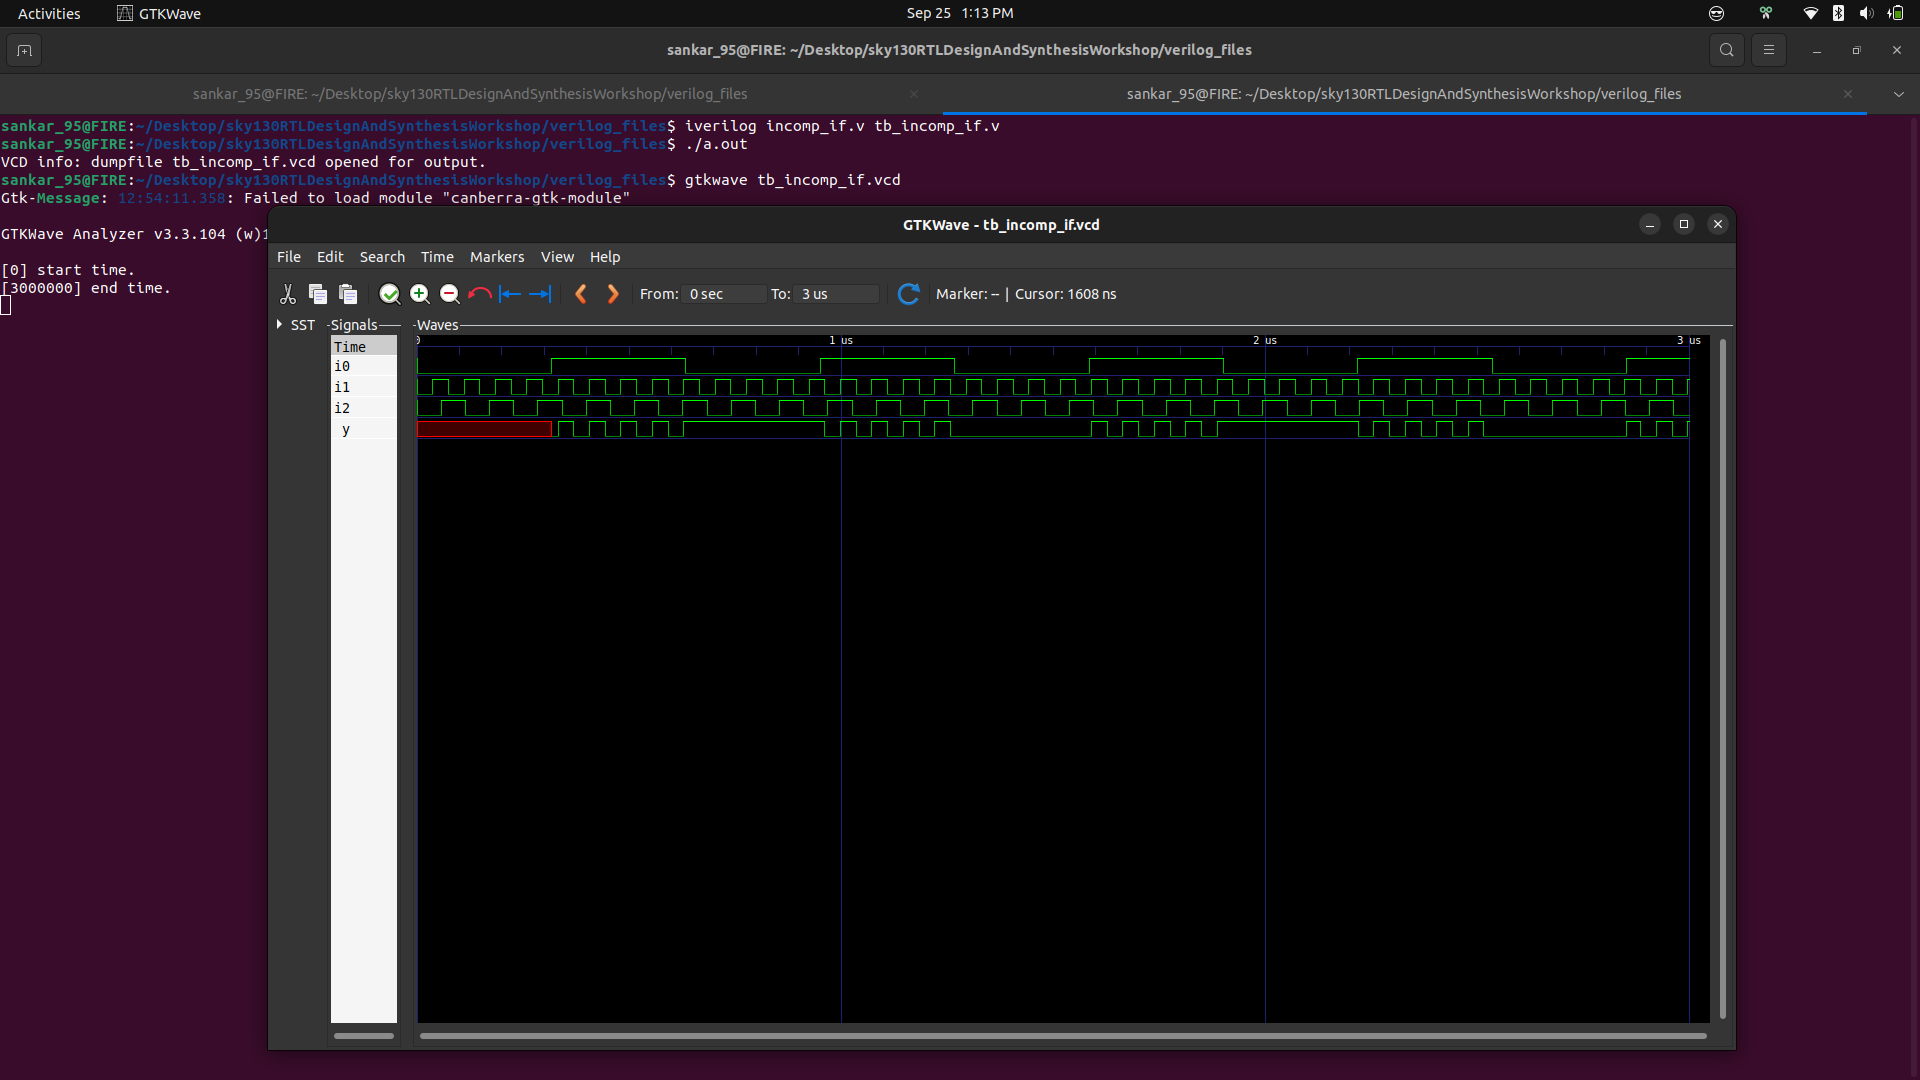 Activities GTKWave Sep 25 1:13 PM
sankar_95@FIRE: ~/Desktop/sky130RTLDesignAndSynthesisWorkshop/verilog_files
sankar_95@FIRE: ~/Desktop/sky130RTLDesignAndSynthesisWorkshop/verilog_files sankar_95@FIRE: ~/Desktop/sky130RTLDesignAndSynthesisWorkshop/verilog_files
sankar_95@FIRE:~/Desktop/sky130RTLDesignAndSynthesisWorkshop/verilog_files$ iverilog incomp_if.v tb_incomp_if.v
sankar_95@FIRE:~/Desktop/sky130RTLDesignAndSynthesisWorkshop/verilog_files$ ./a.out
VCD info: dumpfile tb_incomp_if.vcd opened for output.
sankar_95@FIRE:~/Desktop/sky130RTLDesignAndSynthesisWorkshop/verilog_files$ gtkwave tb_incomp_if.vcd
Gtk-Message: 12:54:11.358: Failed to load module "canberra-gtk-module"
GTKWave Analyzer v3.3.104 (w)1
[0] start time.
[3000000] end time.
GTKWave - tb_incomp_if.vcd
File Edit Search Time Markers View Help
From: 0 sec To: 3 us Marker: -- | Cursor: 1608 ns
SST Signals Waves
Time 0 1 us 2 us 3 us
i0
i1
i2
y